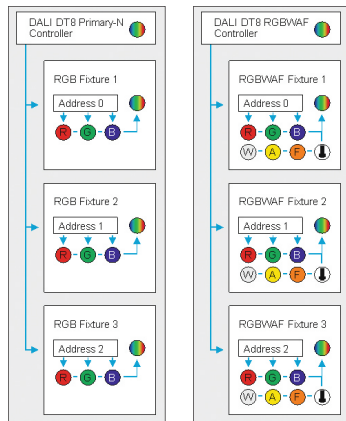 DALI DT8 Primary-N
Controller
RGB Fixture 1
Address 0
R G B
RGB Fixture 2
Address 1
R G B
RGB Fixture 3
Address 2
R G B
DALI DT8 RGBWAF
Controller
RGBWAF Fixture 1
Address 0
R G B
W A F
RGBWAF Fixture 2
Address 1
R G B
W A F
RGBWAF Fixture 3
Address 2
R G B
W A F